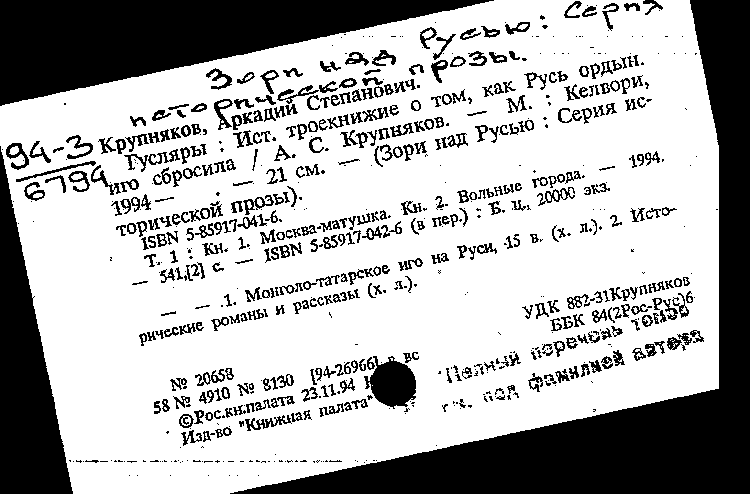 Зори над Русью: Серия
исторической прозы.
94-3
6794
Крупняков, Аркадий Степанович.
Гусляры : Ист. троекнижие о том, как Русь ордын.
иго сбросила / А. С. Крупняков. — М. : Келвори,
1994— . — 21 см. — (Зори над Русью : Серия ис-
торической прозы).
ISBN 5-85917-041-6.
Т. 1 : Кн. 1. Москва-матушка. Кн. 2. Вольные города. — 1994.
— 541,[2] с. — ISBN 5-85917-042-6 (в пер.) : Б. ц., 20000 экз.
— — .1. Монголо-татарское иго на Руси, 15 в. (х. л.). 2. Исто-
рические романы и рассказы (х. л.).
УДК 882-31Крупняков
ББК 84(2Рос-Рус)6
№ 20658
58 № 4910 № 8130 [94-26966] в вс
©Рос.кн.палата 23.11.94
Изд-во "Книжная палата"
Полный перечень томов
см. под фамилией автора